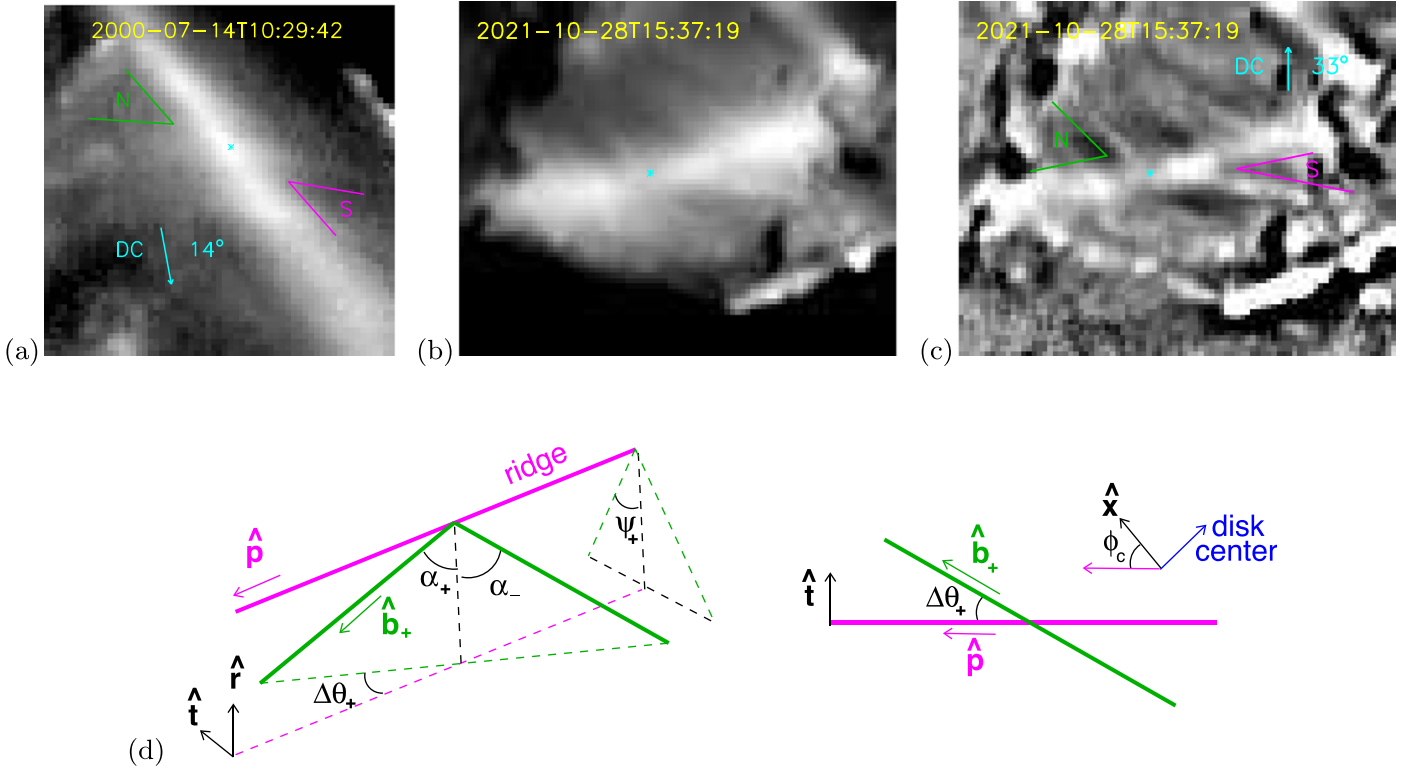 2000-07-14T10:29:42
N
S
DC 14°
(a)
2021-10-28T15:37:19
(b)
2021-10-28T15:37:19
DC 33°
N
S
(c)
ridge
p̂
ψ₊
α₊
α₋
b̂₊
Δθ₊
r̂
t̂
(d)
x̂
ϕc
disk
center
b̂₊
t̂
Δθ₊
p̂